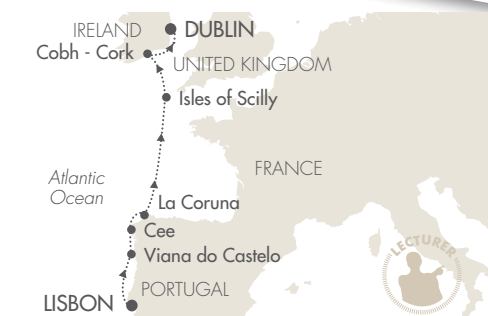 IRELAND
DUBLIN
Cobh - Cork
UNITED KINGDOM
Isles of Scilly
FRANCE
Atlantic
Ocean
La Coruna
Cee
Viana do Castelo
LECTURER
PORTUGAL
LISBON